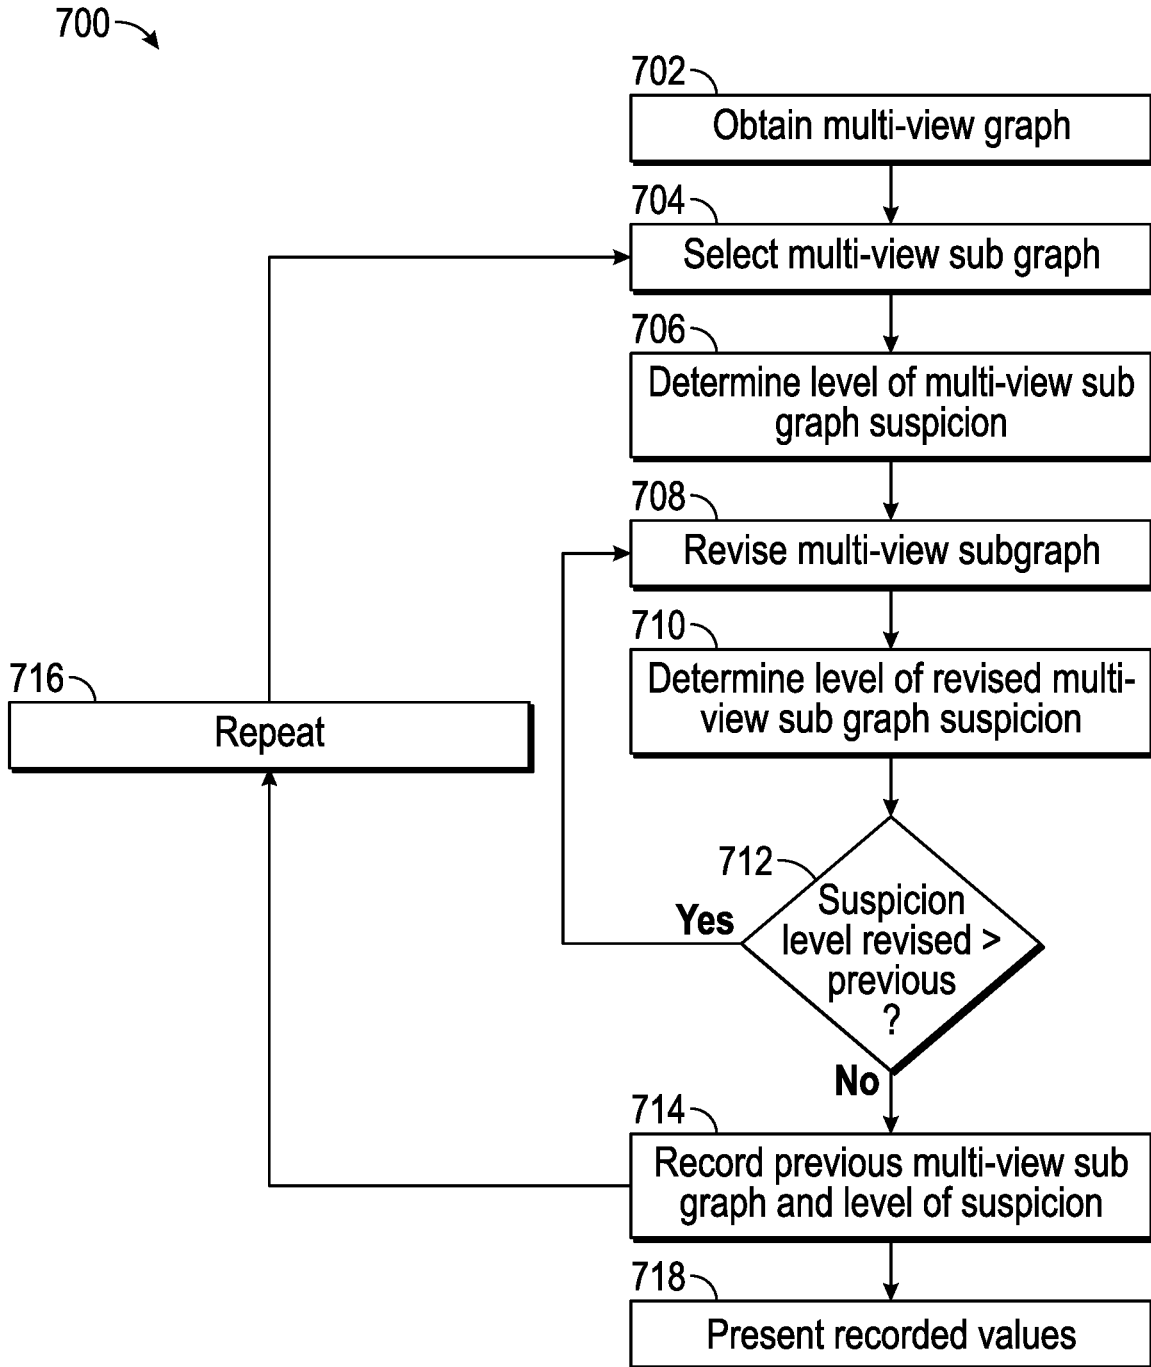 700
702
Obtain multi-view graph
704
Select multi-view sub graph
706
Determine level of multi-view sub
graph suspicion
708
Revise multi-view subgraph
710
Determine level of revised multi-
view sub graph suspicion
716
Repeat
712
Suspicion
level revised >
previous
?
Yes
No
714
Record previous multi-view sub
graph and level of suspicion
718
Present recorded values